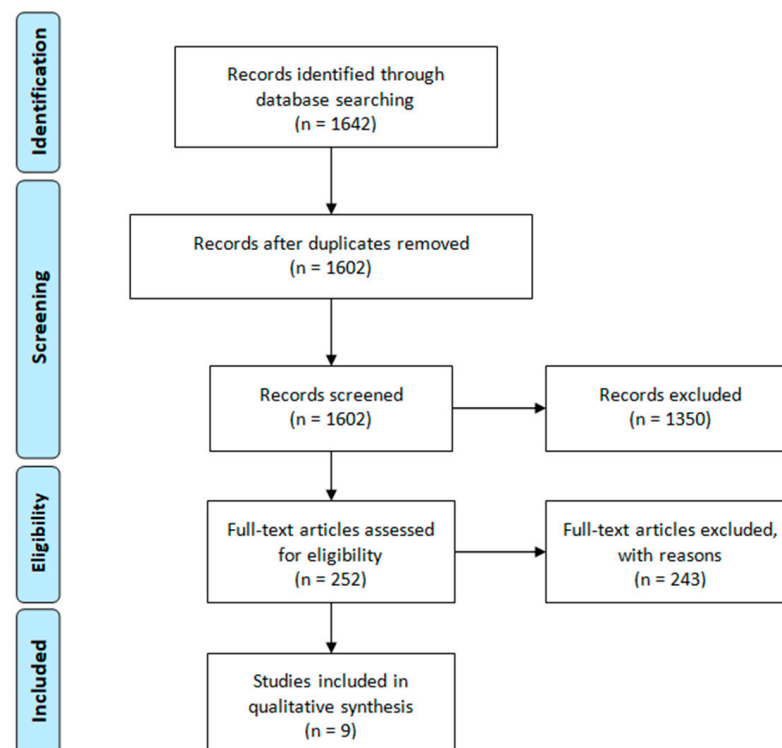 Identification
Records identified through
database searching
(n = 1642)
Screening
Records after duplicates removed
(n = 1602)
Records screened
(n = 1602)
Records excluded
(n = 1350)
Eligibility
Full-text articles assessed
for eligibility
(n = 252)
Full-text articles excluded,
with reasons
(n = 243)
Included
Studies included in
qualitative synthesis
(n = 9)